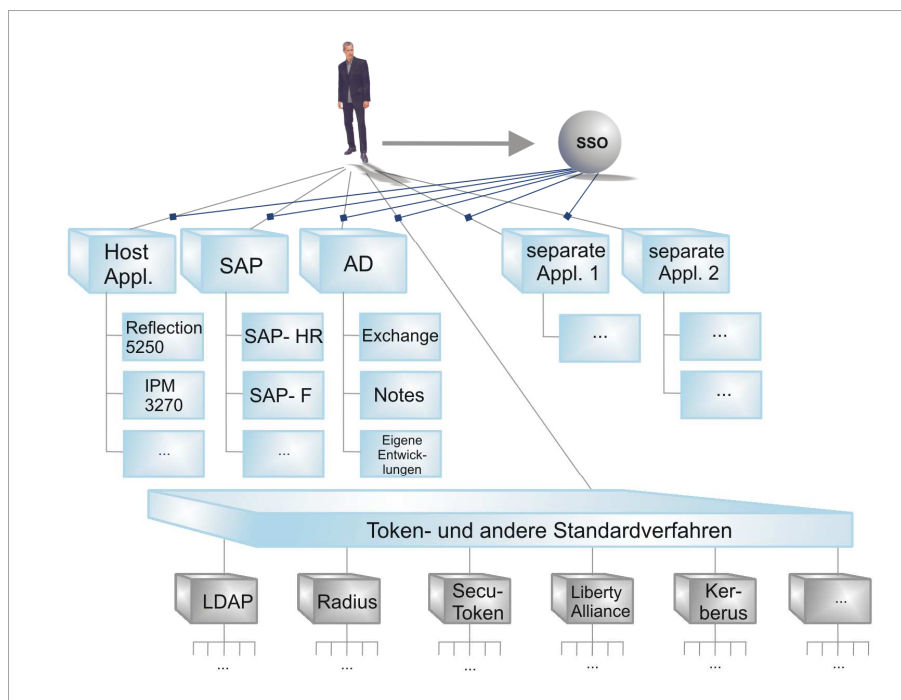 SSO
Host
Appl.
SAP
AD
separate
Appl. 1
separate
Appl. 2
Reflection
5250
SAP- HR
Exchange
...
...
IPM
3270
SAP- F
Notes
...
...
...
Eigene
Entwick-
lungen
Token- und andere Standardverfahren
LDAP
Radius
Secu-
Token
Liberty
Alliance
Ker-
berus
...
...
...
...
...
...
...